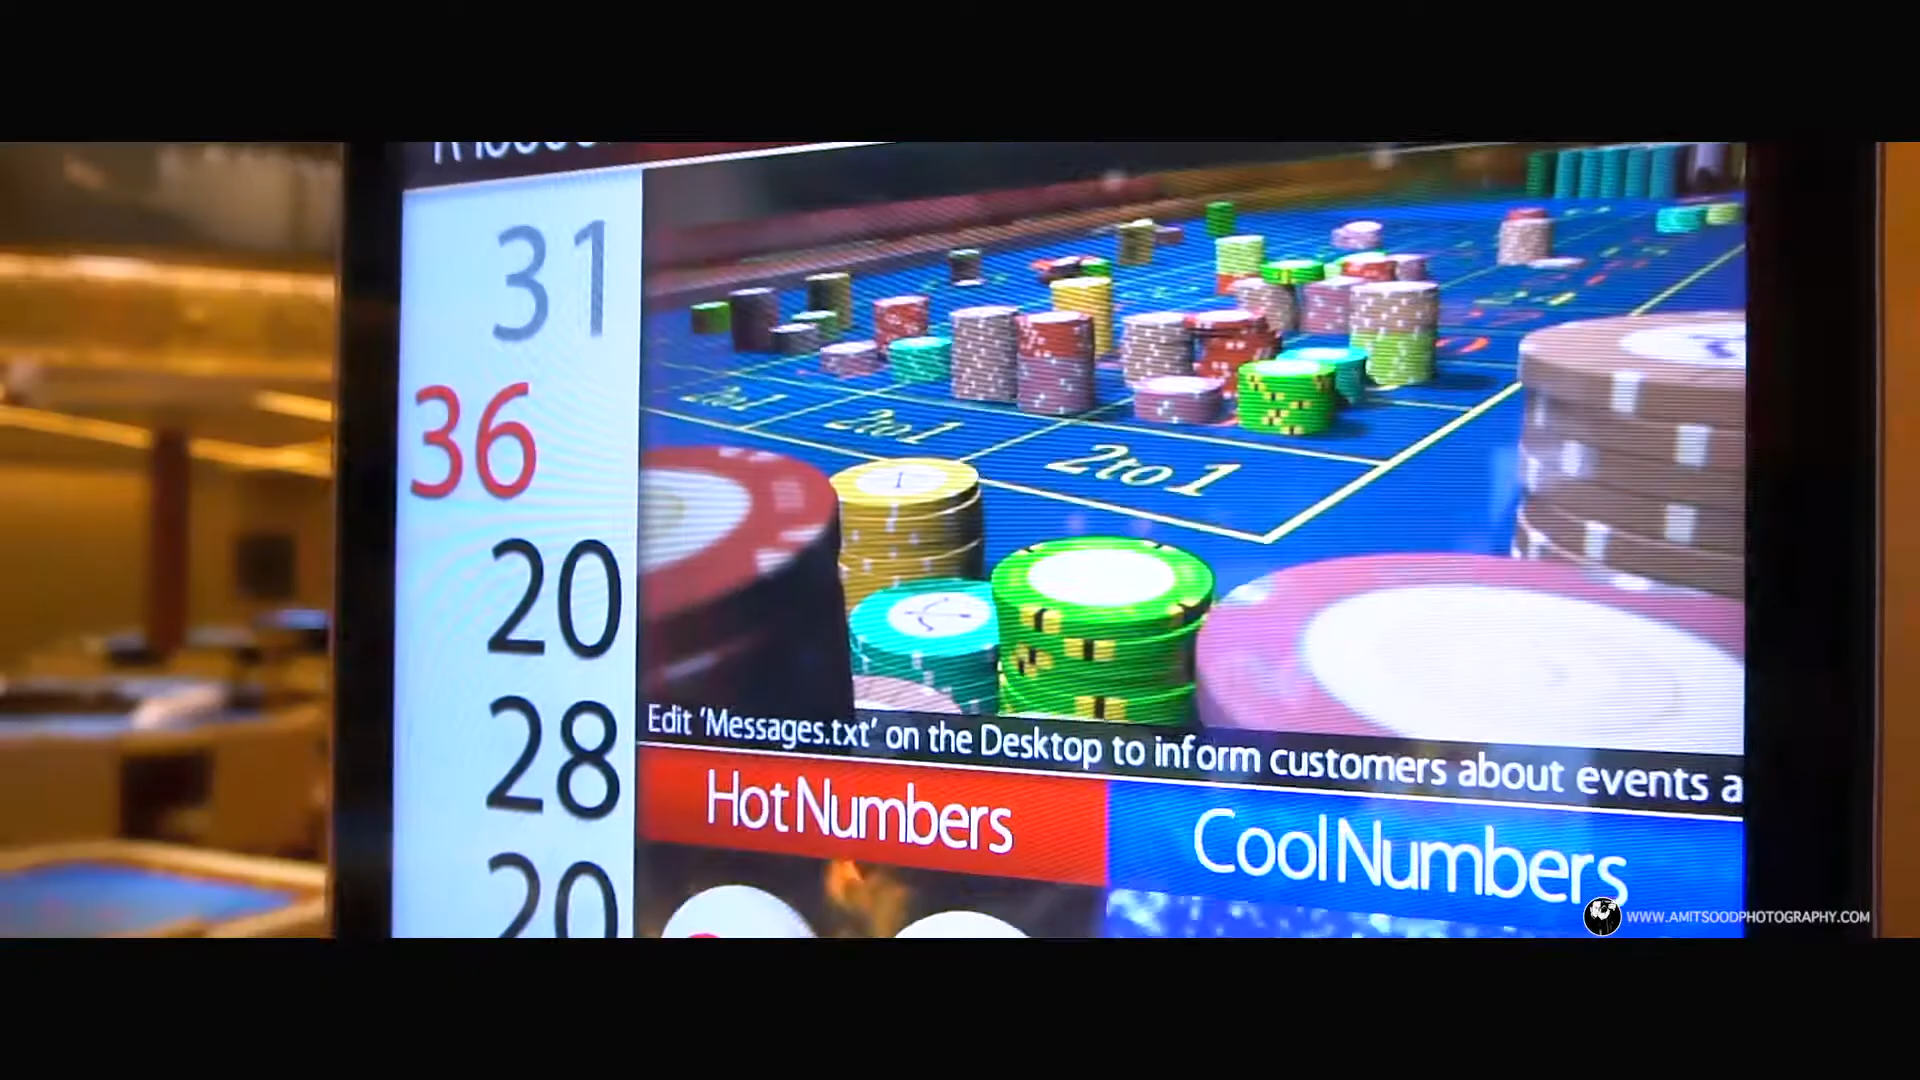 31
36
20
28
20
2to1
2to1
2to1
Edit 'Messages.txt' on the Desktop to inform customers about events a
Hot Numbers
Cool Numbers
WWW.AMITSOODPHOTOGRAPHY.COM